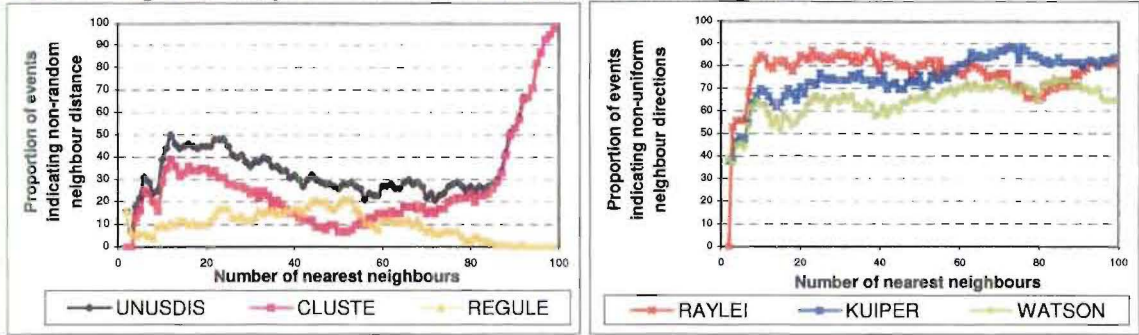 Proportion of events
indicating non-random
neighbour distance
100
90
80
70
60
50
40
30
20
10
0
0 20 40 60 80 100
Number of nearest neighbours
UNUSDIS CLUSTE REGULE
Proportion of events
indicating non-uniform
neighbour directions
100
90
80
70
60
50
40
30
20
10
0
0 20 40 60 80 100
Number of nearest neighbours
RAYLEI KUIPER WATSON